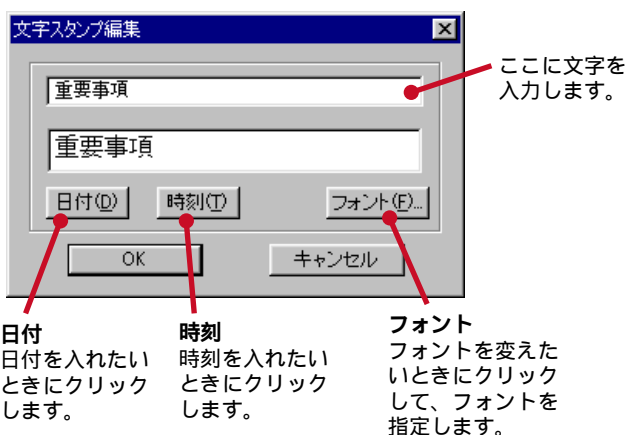 文字スタンプ編集
ここに文字を
入力します。
重要事項
重要事項
日付(D)
時刻(T)
フォント(F)...
OK
キャンセル
日付
日付を入れたい
ときにクリック
します。
時刻
時刻を入れたい
ときにクリック
します。
フォント
フォントを変えた
いときにクリック
して、フォントを
指定します。